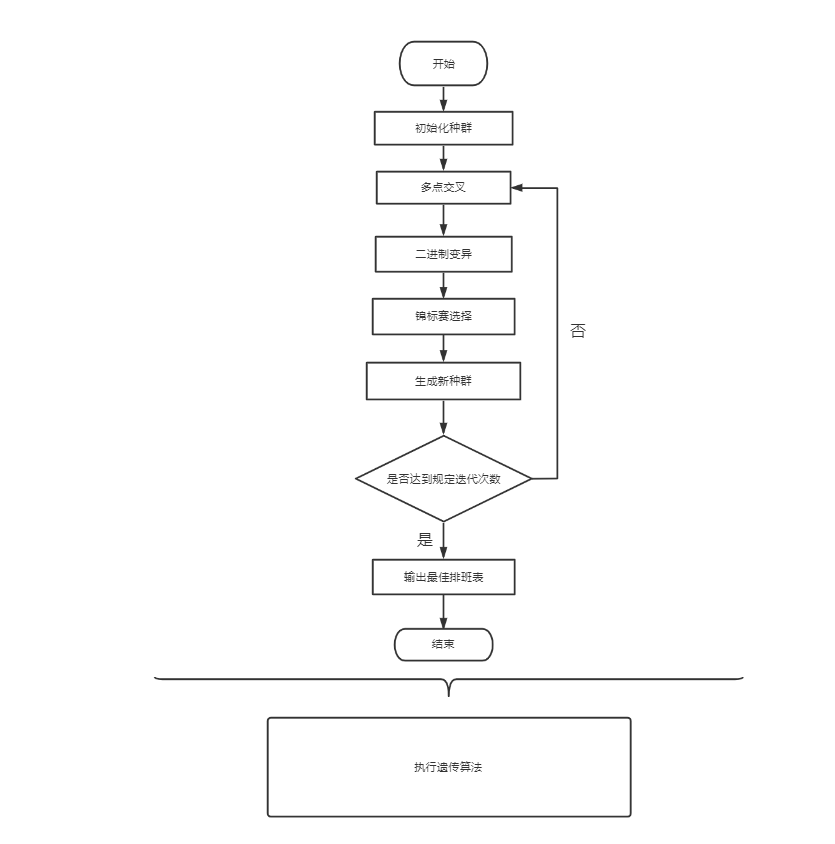 开始
初始化种群
多点交叉
二进制变异
锦标赛选择
否
生成新种群
是否达到规定迭代次数
是
输出最佳排班表
结束
执行遗传算法